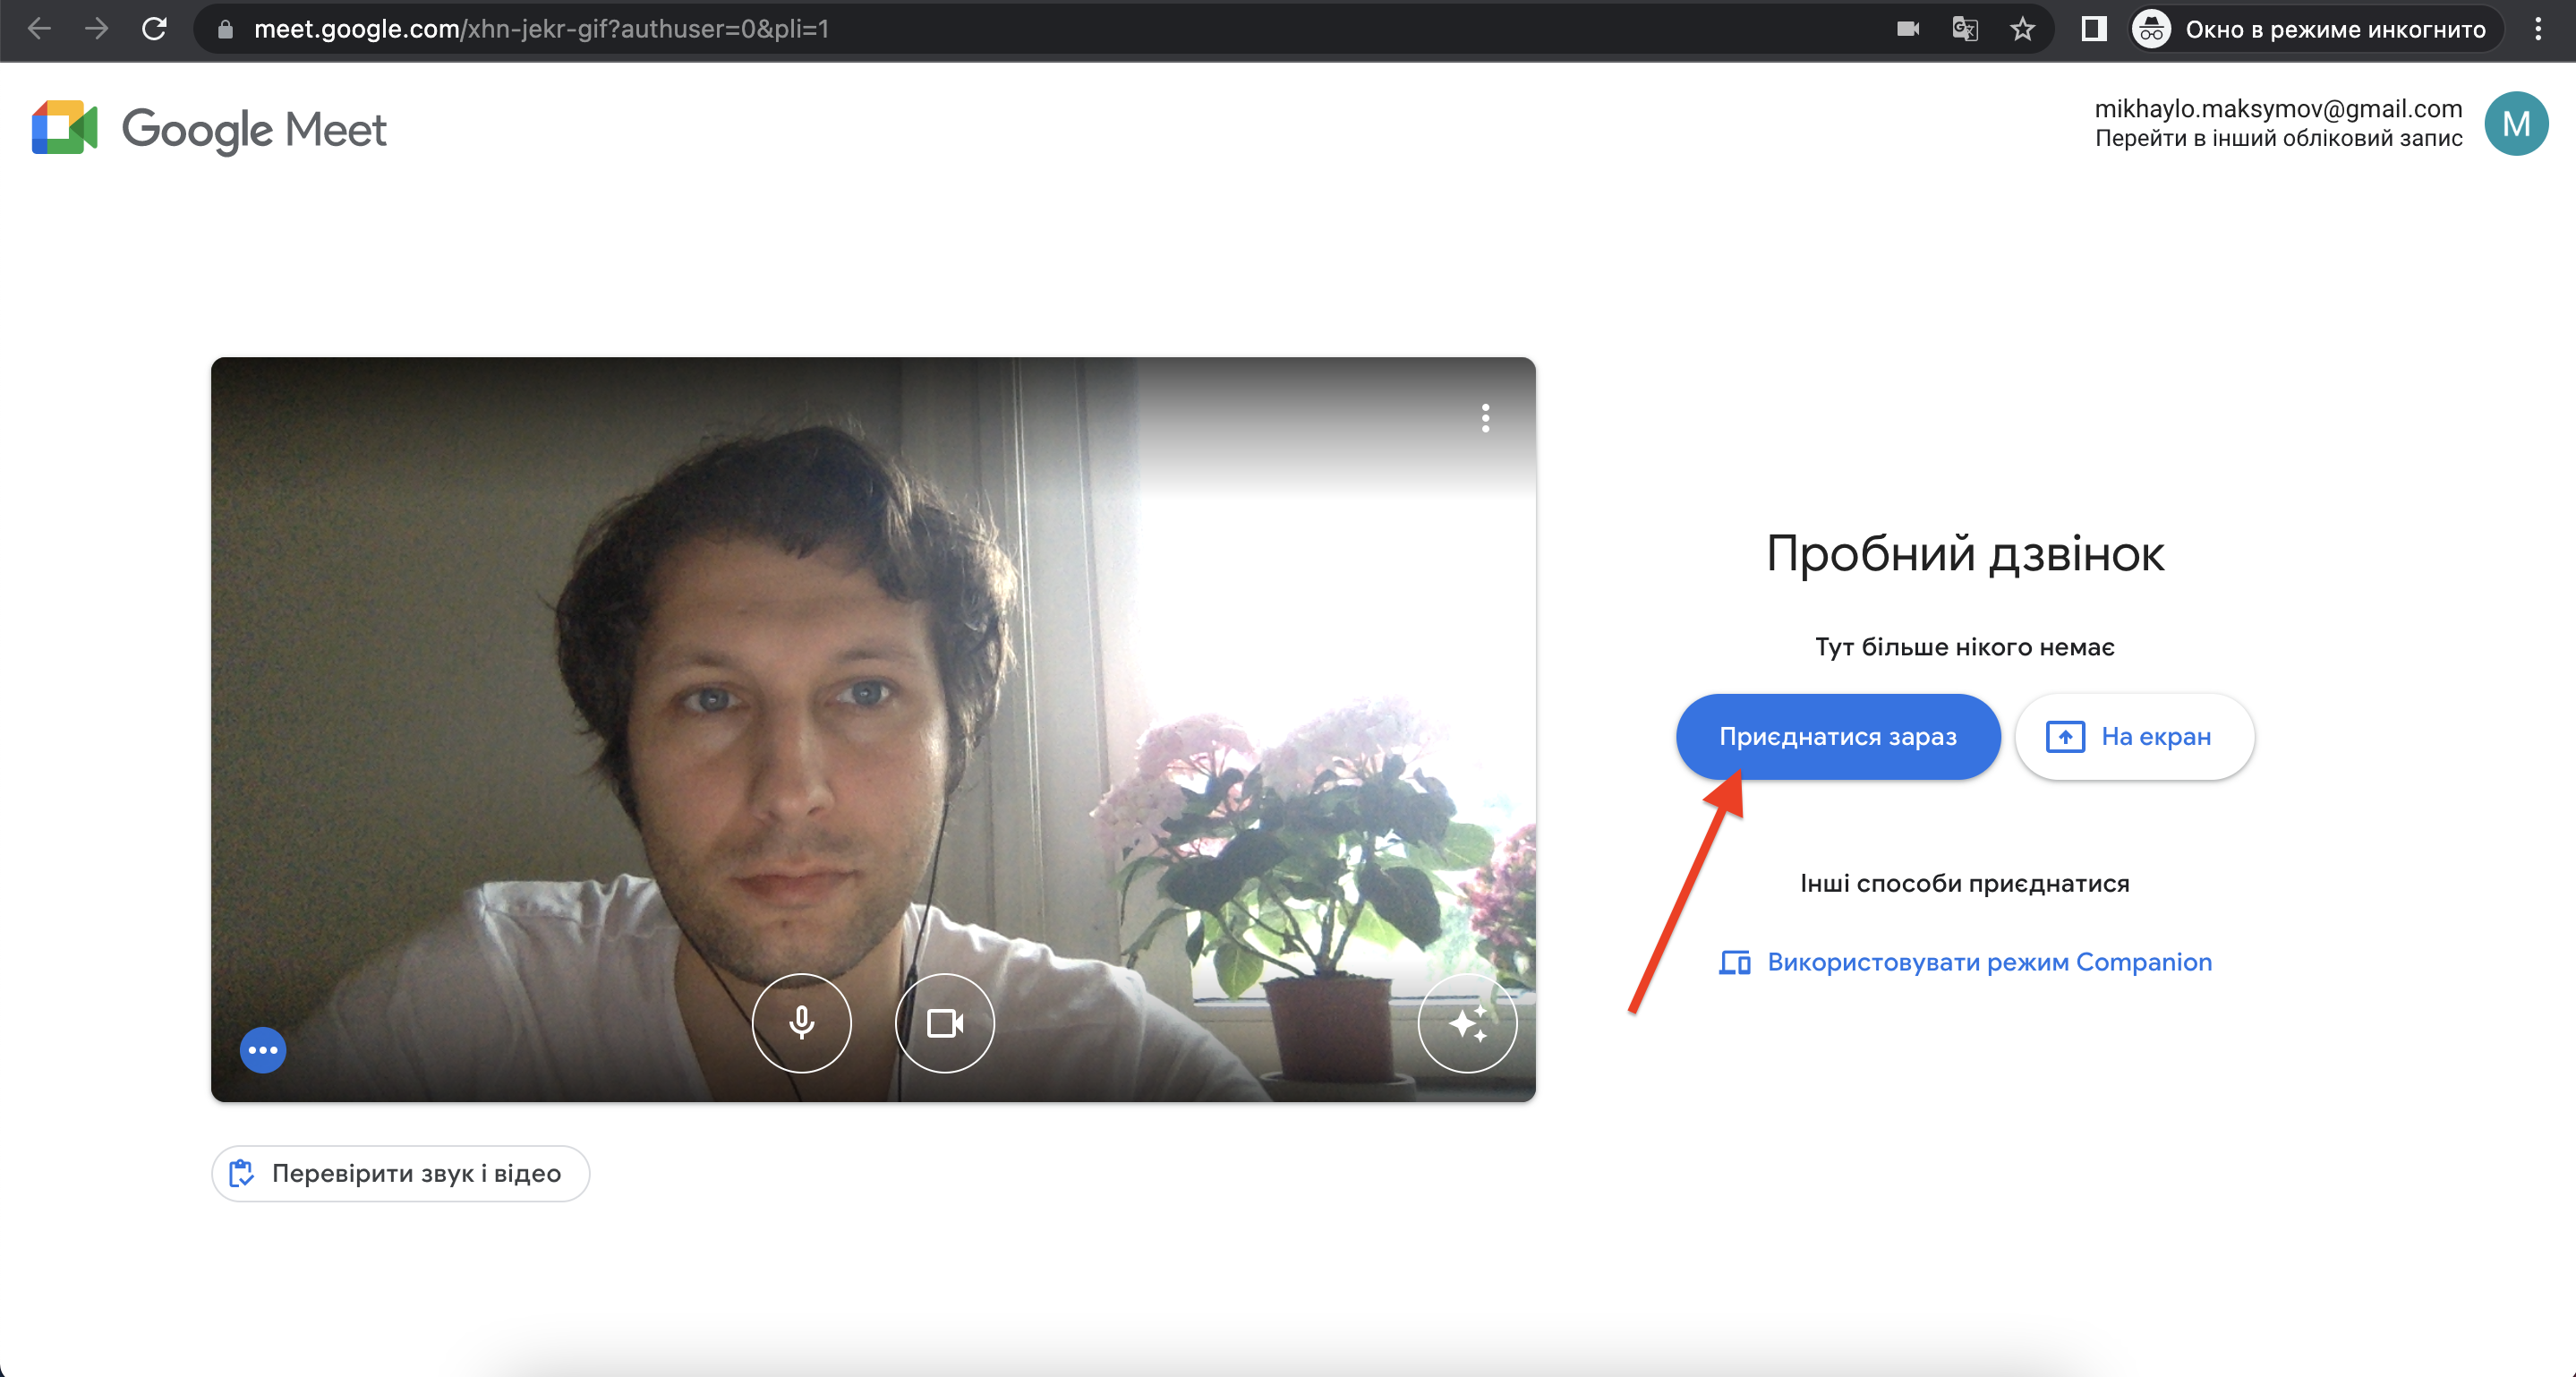 meet.google.com/xhn-jekr-gif?authuser=0&pli=1
Окно в режиме инкогнито
Google Meet
mikhaylo.maksymov@gmail.com
Перейти в інший обліковий запис
M
Пробний дзвінок
Тут більше нікого немає
Приєднатися зараз
На екран
Інші способи приєднатися
Використовувати режим Companion
Перевірити звук і відео